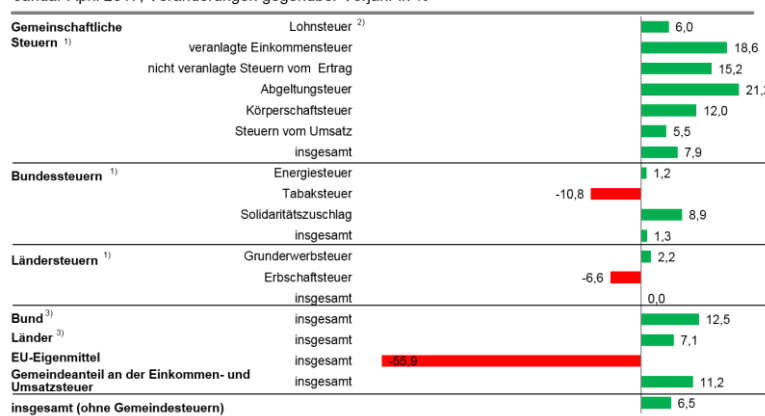 Gemeinschaftliche Lohnsteuer 2) 6,0
Steuern 1)
veranlagte Einkommensteuer 18,6
nicht veranlagte Steuern vom Ertrag 15,2
Abgeltungsteuer
Körperschaftsteuer 12,0
Steuern vom Umsatz 5,5
insgesamt 7,9
Bundessteuern 1) Energiesteuer 1,2
Tabaksteuer -10,8
Solidaritätszuschlag 8,9
insgesamt 1,3
Ländersteuern 1) Grunderwerbsteuer 2,2
Erbschaftsteuer -6,6
insgesamt 0,0
Bund 3) insgesamt 12,5
Länder 3) insgesamt 7,1
EU-Eigenmittel insgesamt -55,9
Gemeindeanteil an der Einkommen- und
Umsatzsteuer insgesamt 11,2
insgesamt (ohne Gemeindesteuern) 6,5